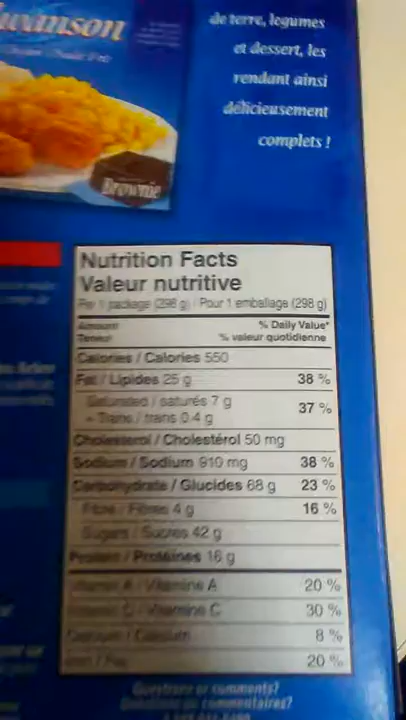 Swanson
de terre, legumes
et dessert, les
rendant ainsi
délicieusement
complets !
Brownie
Nutrition Facts
Valeur nutritive
Per 1 package (298 g) / Pour 1 emballage (298 g)
Amount % Daily Value*
Teneur % valeur quotidienne
Calories / Calories 550
Fat / Lipides 25 g 38 %
Saturated / saturés 7 g
+ Trans / trans 0.4 g
37 %
Cholesterol / Cholestérol 50 mg
Sodium / Sodium 910 mg 38 %
Carbohydrate / Glucides 68 g 23 %
Fibre / Fibres 4 g 16 %
Sugars / Sucres 42 g
Protein / Protéines 16 g
Vitamin A / Vitamine A 20 %
Vitamin C / Vitamine C 30 %
Calcium / Calcium 8 %
Iron / Fer 20 %
Questions or comments?
Questions ou commentaires?